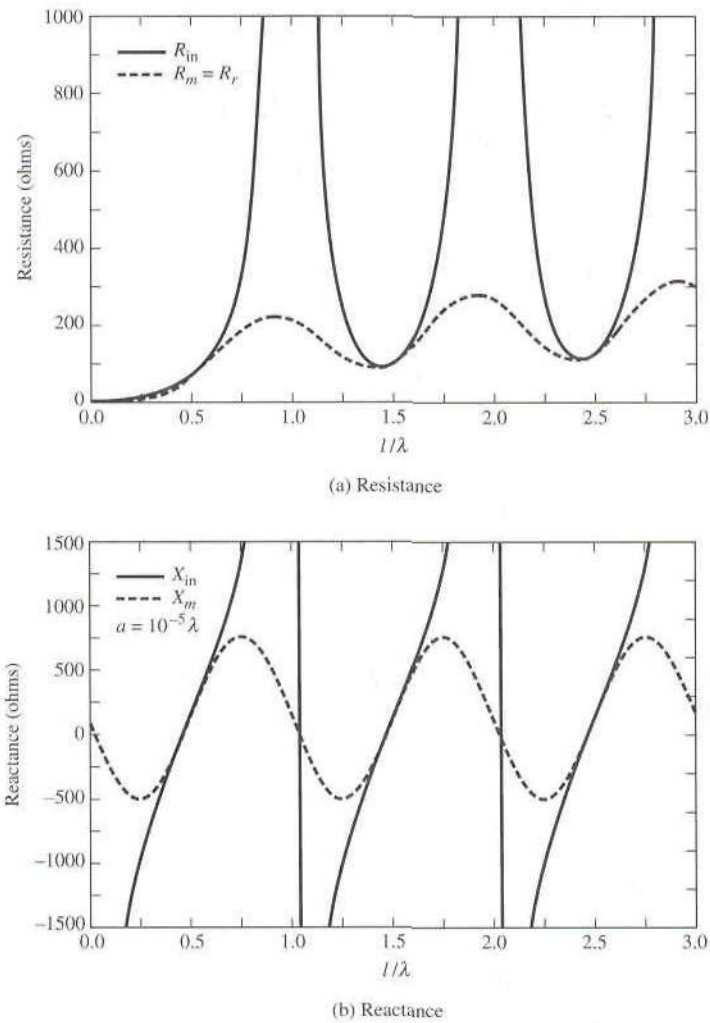 1000
800
600
400
200
0
Resistance (ohms)
R_in
R_m = R_r
0.0 0.5 1.0 1.5 2.0 2.5 3.0
l/λ
(a) Resistance
1500
1000
500
0
−500
−1000
−1500
Reactance (ohms)
X_in
X_m
a = 10^−5 λ
0.0 0.5 1.0 1.5 2.0 2.5 3.0
l/λ
(b) Reactance